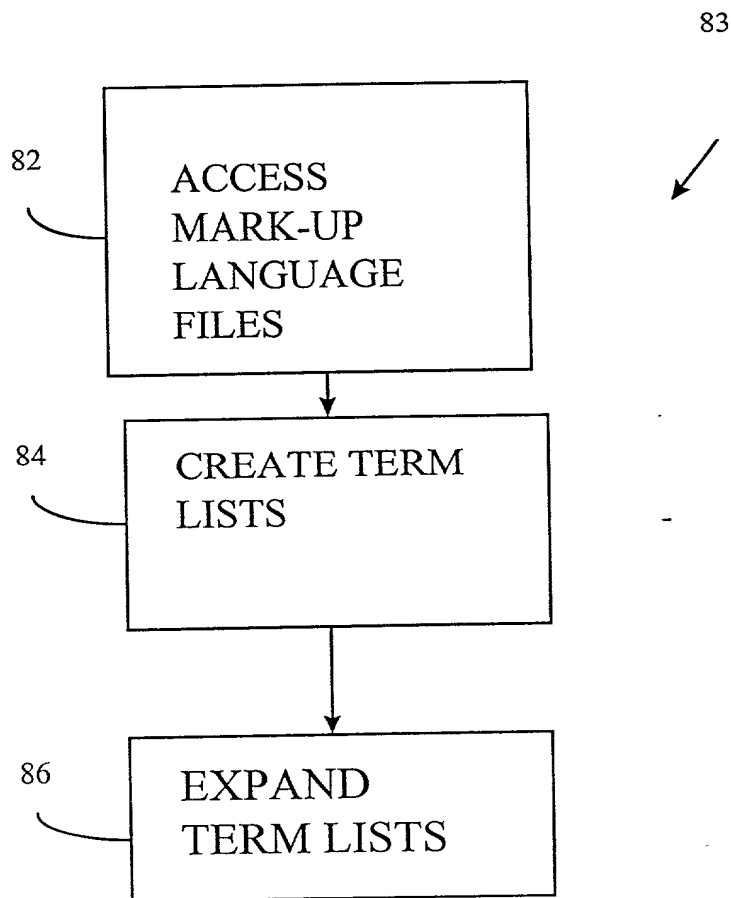 83
82
ACCESS
MARK-UP
LANGUAGE
FILES
84
CREATE TERM
LISTS
86
EXPAND
TERM LISTS